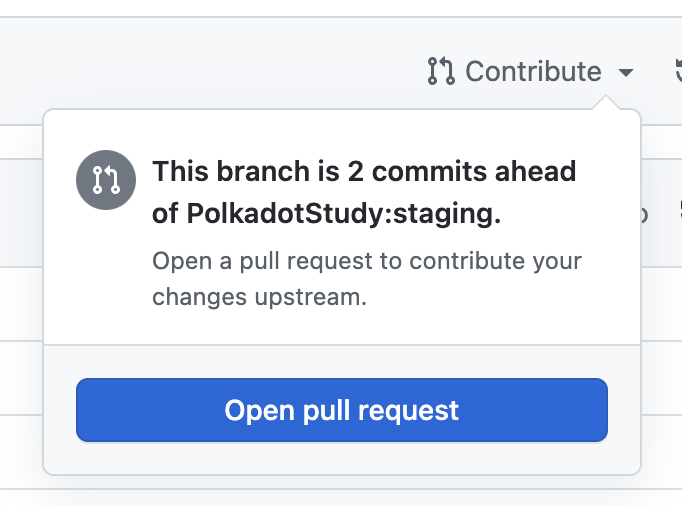 Contribute
This branch is 2 commits ahead
of PolkadotStudy:staging.
Open a pull request to contribute your
changes upstream.
Open pull request